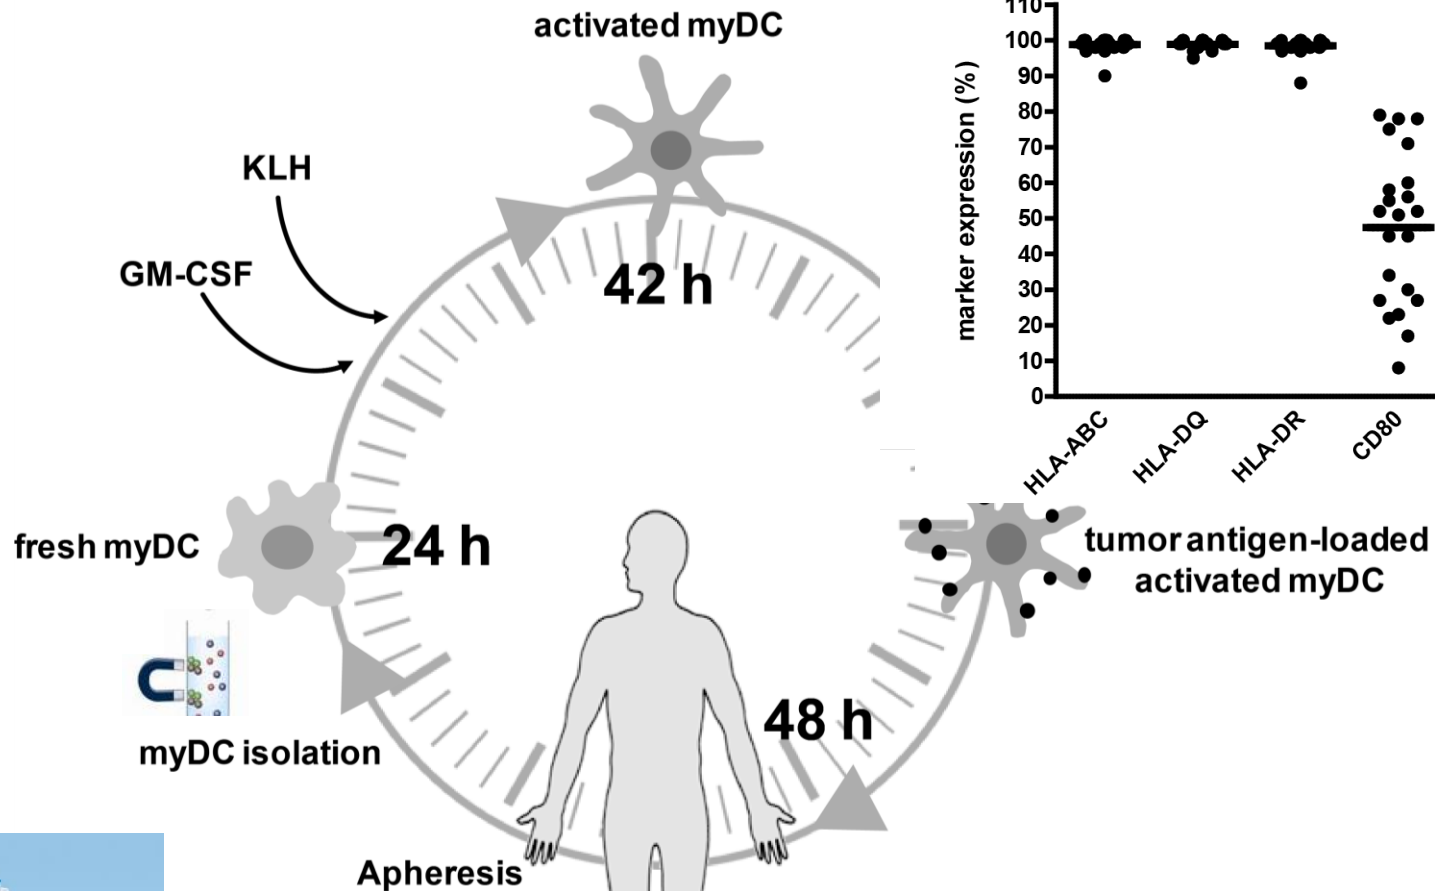 activated myDC
KLH
GM-CSF
42 h
fresh myDC
24 h
myDC isolation
Apheresis
48 h
tumor antigen-loaded
activated myDC
marker expression (%)
110
100
90
80
70
60
50
40
30
20
10
0
HLA-ABC
HLA-DQ
HLA-DR
CD80